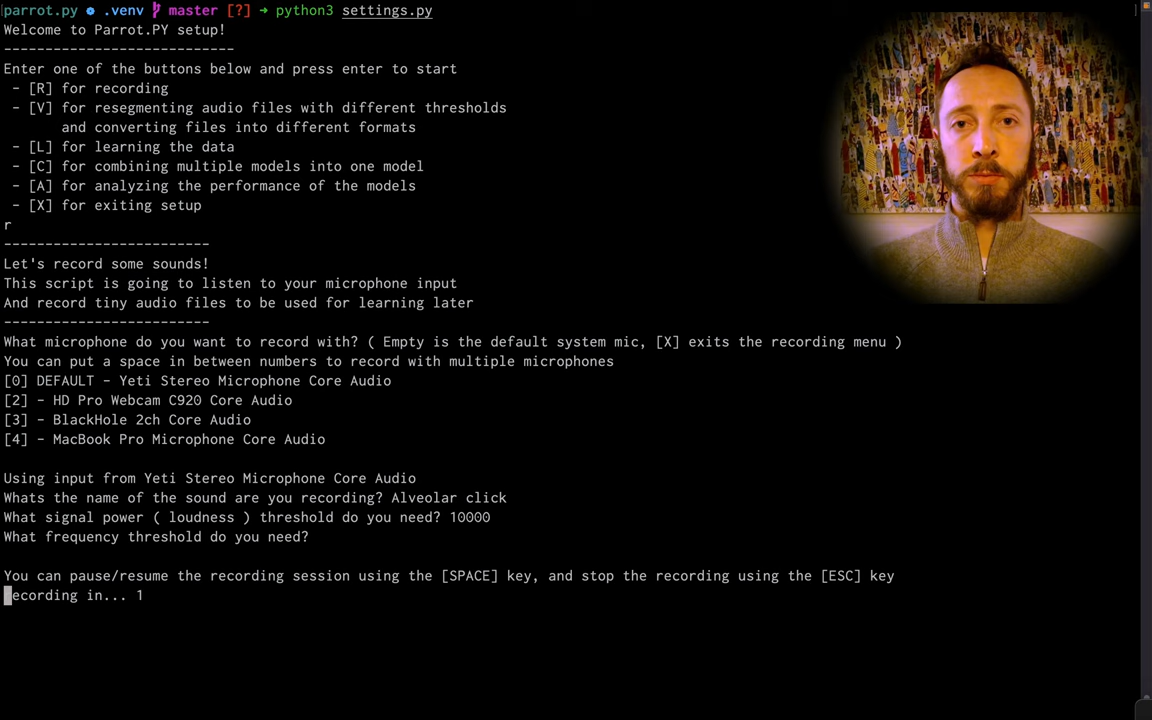 parrot.py .venv master [?] → python3 settings.py
Welcome to Parrot.PY setup!
----------------------------
Enter one of the buttons below and press enter to start
- [R] for recording
- [V] for resegmenting audio files with different thresholds
and converting files into different formats
- [L] for learning the data
- [C] for combining multiple models into one model
- [A] for analyzing the performance of the models
- [X] for exiting setup
r
-------------------------
Let's record some sounds!
This script is going to listen to your microphone input
And record tiny audio files to be used for learning later
-------------------------
What microphone do you want to record with? ( Empty is the default system mic, [X] exits the recording menu )
You can put a space in between numbers to record with multiple microphones
[0] DEFAULT - Yeti Stereo Microphone Core Audio
[2] - HD Pro Webcam C920 Core Audio
[3] - BlackHole 2ch Core Audio
[4] - MacBook Pro Microphone Core Audio
Using input from Yeti Stereo Microphone Core Audio
Whats the name of the sound are you recording? Alveolar click
What signal power ( loudness ) threshold do you need? 10000
What frequency threshold do you need?
You can pause/resume the recording session using the [SPACE] key, and stop the recording using the [ESC] key
ecording in... 1